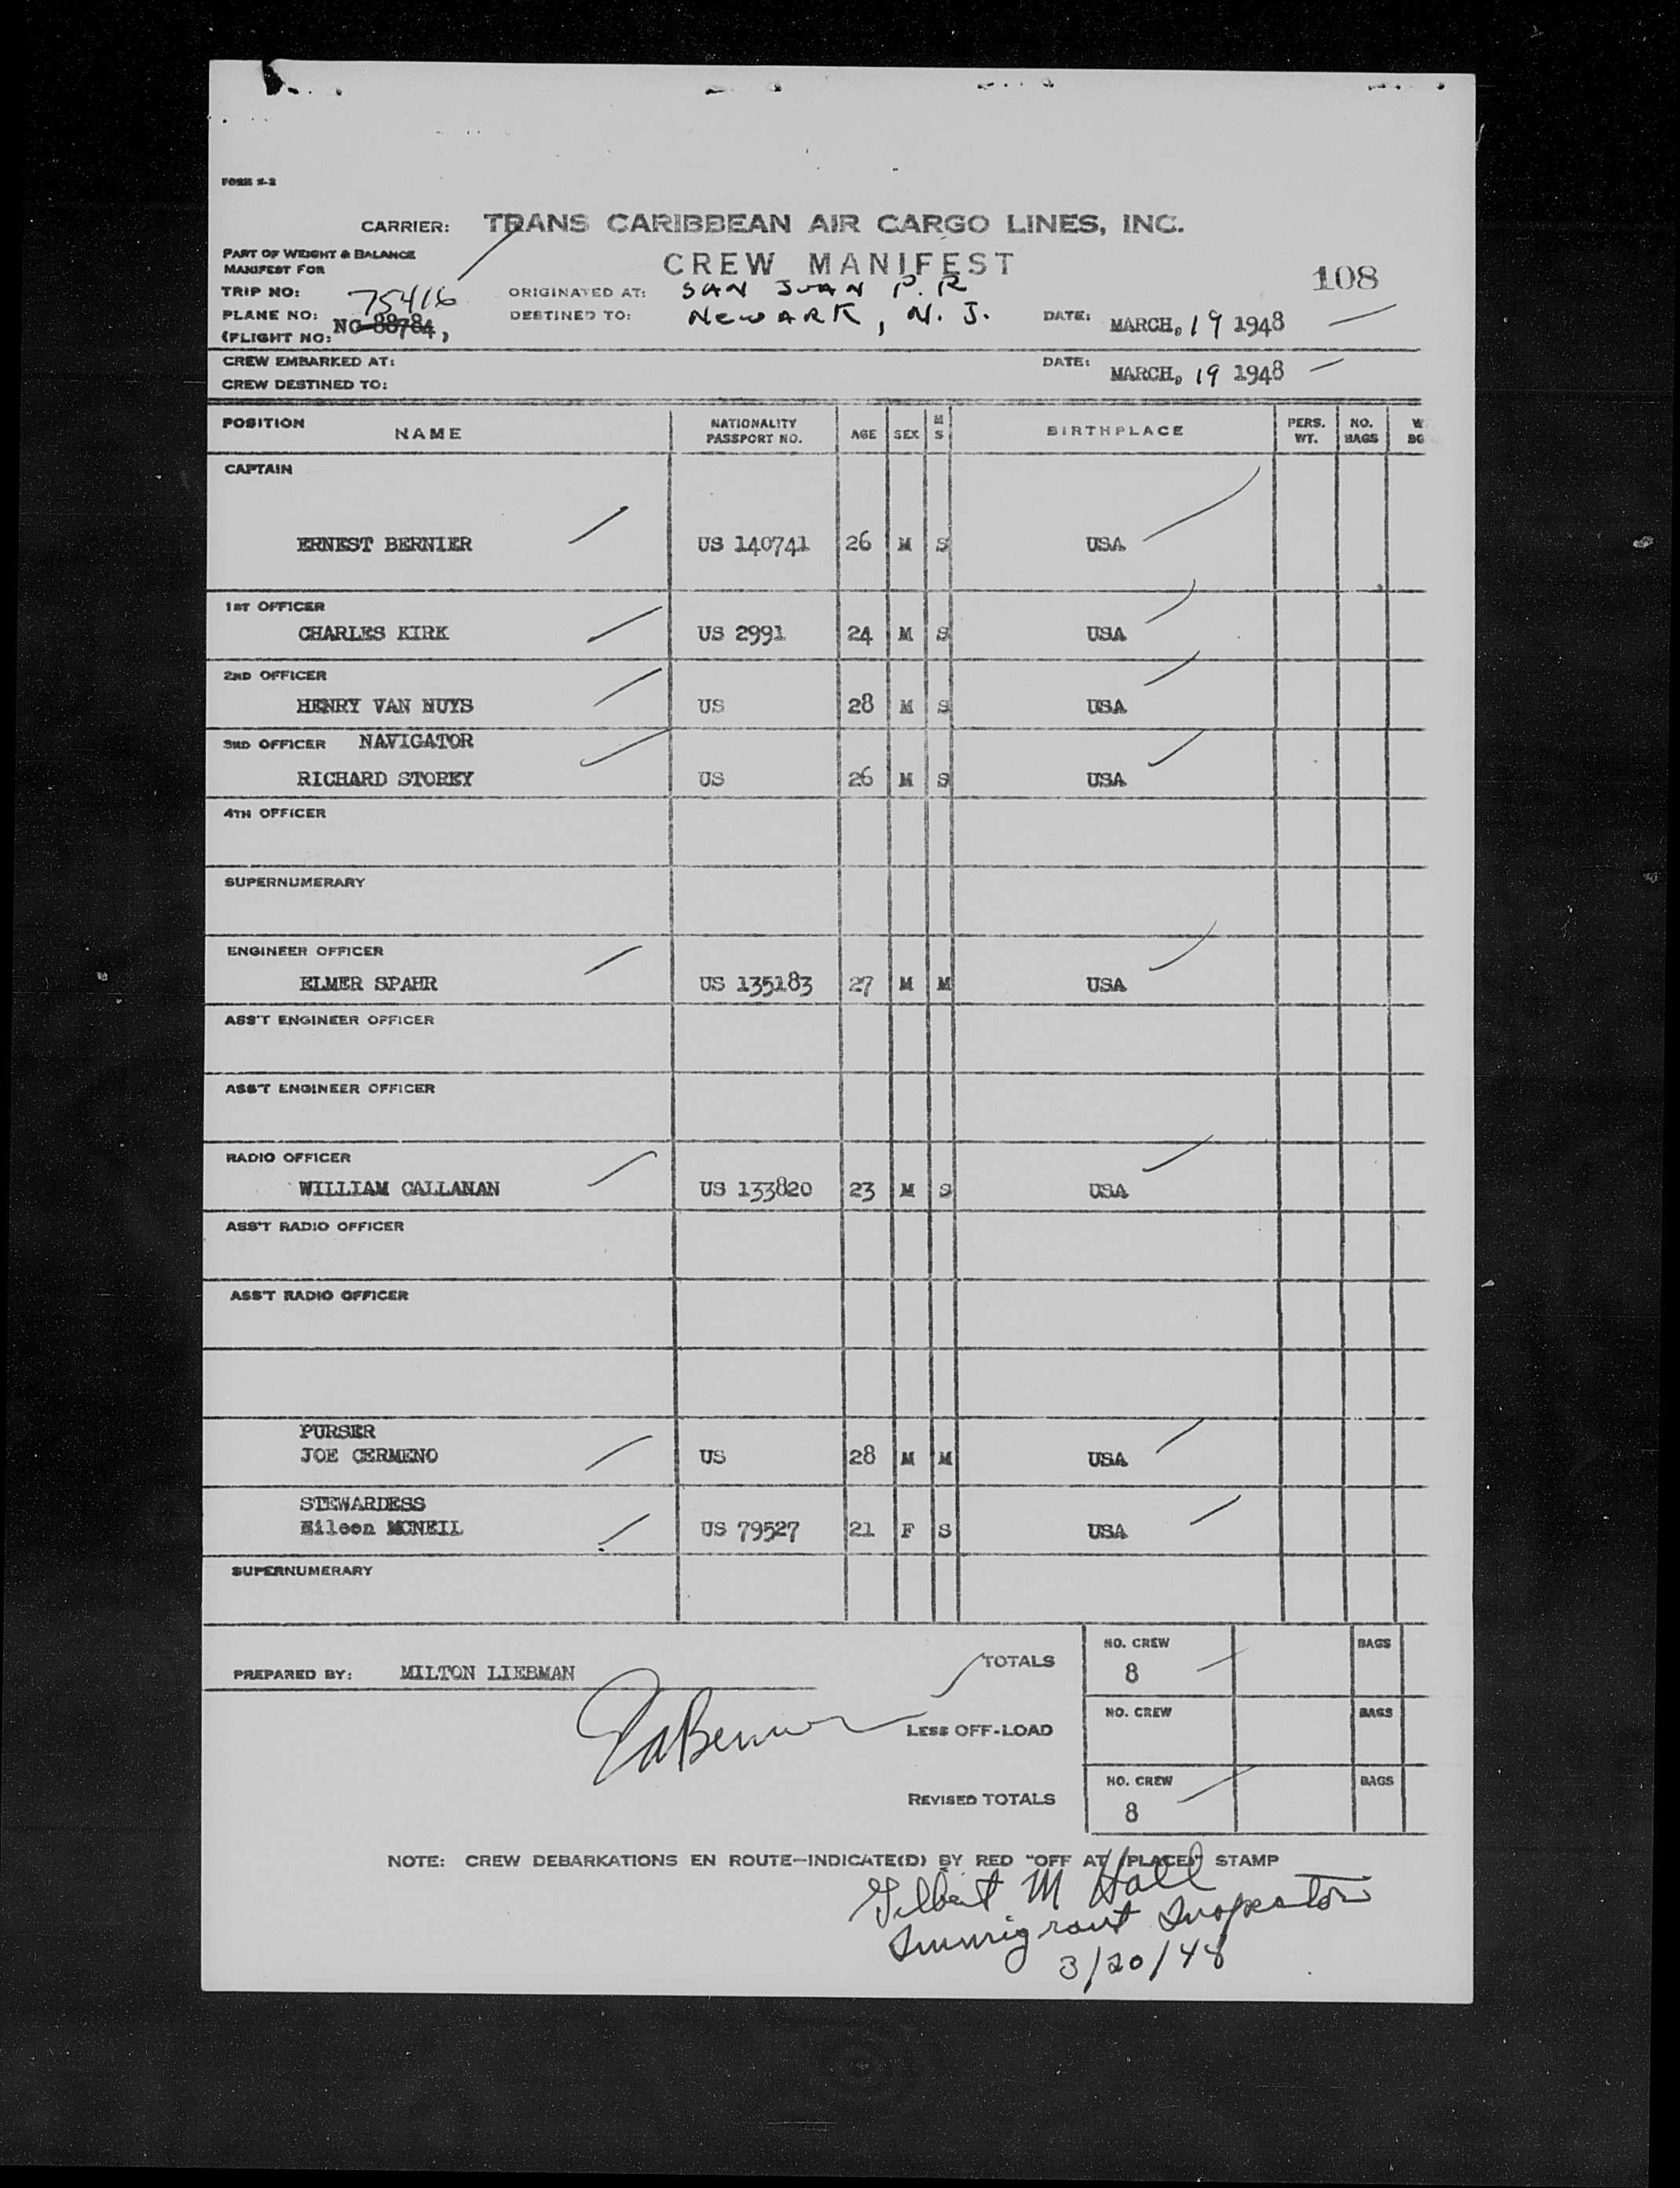 FORM N-2
CARRIER: TRANS CARIBBEAN AIR CARGO LINES, INC.
PART OF WEIGHT & BALANCE
MANIFEST FOR
CREW MANIFEST
108
TRIP NO: 75416
ORIGINATED AT: SAN JUAN P.R
PLANE NO: NC 88784,
DESTINED TO: NEWARK, N.J.
DATE: MARCH, 19 1948
(FLIGHT NO:
CREW EMBARKED AT:
DATE: MARCH, 19 1948
CREW DESTINED TO:
POSITION NAME NATIONALITY PASSPORT NO. AGE SEX M S BIRTHPLACE PERS. WT. NO. BAGS W BG
CAPTAIN
ERNEST BERNIER US 140741 26 M S USA
1ST OFFICER
CHARLES KIRK US 2991 24 M S USA
2ND OFFICER
HENRY VAN NUYS US 28 M S USA
3RD OFFICER NAVIGATOR
RICHARD STOREY US 26 M S USA
4TH OFFICER
SUPERNUMERARY
ENGINEER OFFICER
ELMER SPAHR US 135183 27 M M USA
ASS'T ENGINEER OFFICER
ASS'T ENGINEER OFFICER
RADIO OFFICER
WILLIAM CALLANAN US 133820 23 M S USA
ASS'T RADIO OFFICER
ASS'T RADIO OFFICER
PURSER
JOE CERMENO US 28 M M USA
STEWARDESS
Eileen MCNEIL US 79527 21 F S USA
SUPERNUMERARY
PREPARED BY: MILTON LIEBMAN
TOTALS NO. CREW 8 BAGS
LESS OFF-LOAD NO. CREW BAGS
REVISED TOTALS NO. CREW 8 BAGS
NOTE: CREW DEBARKATIONS EN ROUTE—INDICATE(D) BY RED "OFF AT (PLACE)" STAMP
Gilbert M Hall
Immigrant Inspector
3/20/48